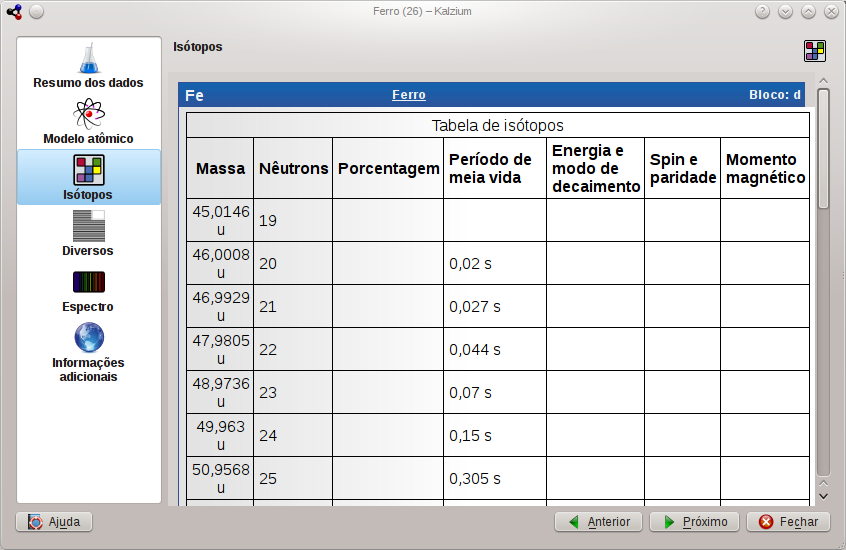 Ferro (26) – Kalzium
Resumo dos dados
Modelo atômico
Isótopos
Diversos
Espectro
Informações
adicionais
Isótopos
Fe Ferro Bloco: d
Tabela de isótopos
Massa Nêutrons Porcentagem Período de meia vida Energia e modo de decaimento Spin e paridade Momento magnético
45,0146 u 19
46,0008 u 20 0,02 s
46,9929 u 21 0,027 s
47,9805 u 22 0,044 s
48,9736 u 23 0,07 s
49,963 u 24 0,15 s
50,9568 u 25 0,305 s
Ajuda Anterior Próximo Fechar